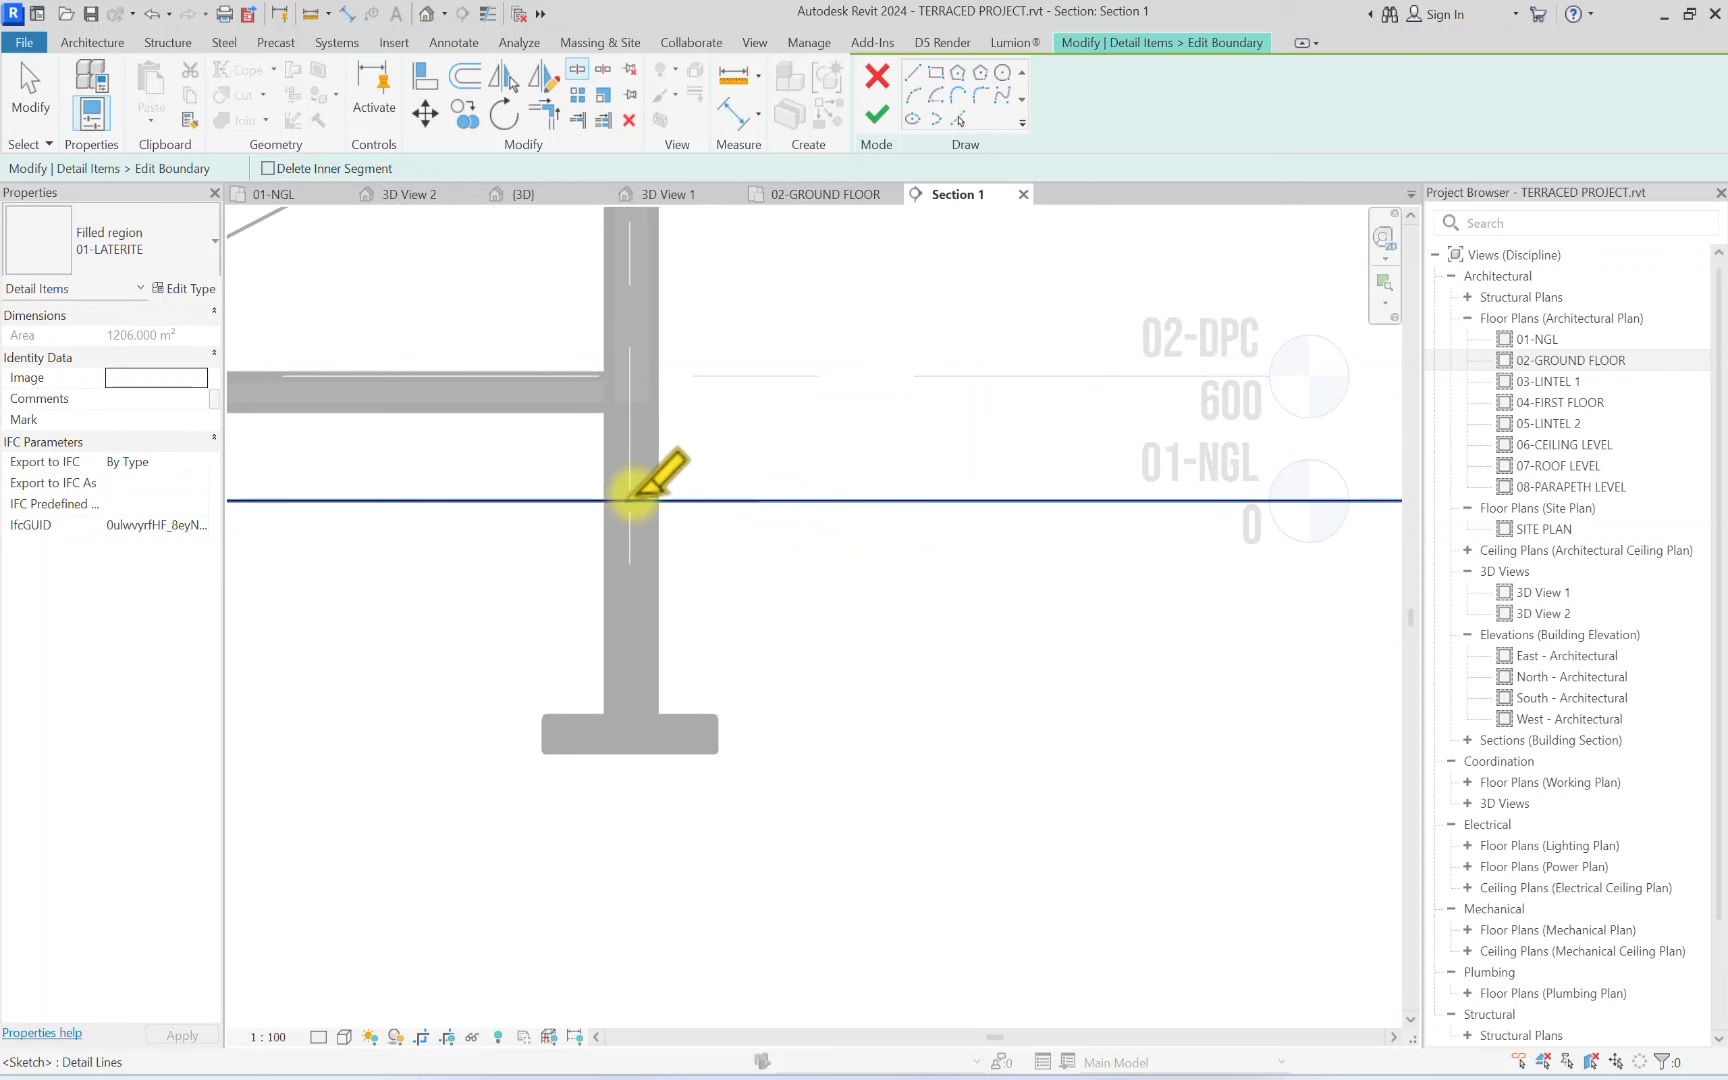 Autodesk Revit 2024 - TERRACED PROJECT.rvt - Section: Section 1
Sign In
File Architecture Structure Steel Precast Systems Insert Annotate Analyze Massing & Site Collaborate View Manage Add-Ins D5 Render Lumion® Modify | Detail Items > Edit Boundary
Modify
Paste
Cope
Cut
Join
Activate
Select
Properties
Clipboard
Geometry
Controls
Modify
View
Measure
Create
Mode
Draw
Modify | Detail Items > Edit Boundary
Delete Inner Segment
Properties
01-NGL
3D View 2
{3D}
3D View 1
02-GROUND FLOOR
Section 1
Project Browser - TERRACED PROJECT.rvt
Filled region
01-LATERITE
Detail Items
Edit Type
Dimensions
Area 1206.000 m²
Identity Data
Image
Comments
Mark
IFC Parameters
Export to IFC By Type
Export to IFC As
IFC Predefined ...
IfcGUID 0ulwvyrfHF_8eyN...
Properties help
Apply
02-DPC
600
01-NGL
0
2D
Search
Views (Discipline)
Architectural
Structural Plans
Floor Plans (Architectural Plan)
01-NGL
02-GROUND FLOOR
03-LINTEL 1
04-FIRST FLOOR
05-LINTEL 2
06-CEILING LEVEL
07-ROOF LEVEL
08-PARAPETH LEVEL
Floor Plans (Site Plan)
SITE PLAN
Ceiling Plans (Architectural Ceiling Plan)
3D Views
3D View 1
3D View 2
Elevations (Building Elevation)
East - Architectural
North - Architectural
South - Architectural
West - Architectural
Sections (Building Section)
Coordination
Floor Plans (Working Plan)
3D Views
Electrical
Floor Plans (Lighting Plan)
Floor Plans (Power Plan)
Ceiling Plans (Electrical Ceiling Plan)
Mechanical
Floor Plans (Mechanical Plan)
Ceiling Plans (Mechanical Ceiling Plan)
Plumbing
Floor Plans (Plumbing Plan)
Structural
Structural Plans
1 : 100
<Sketch> : Detail Lines
:0
Main Model
:0